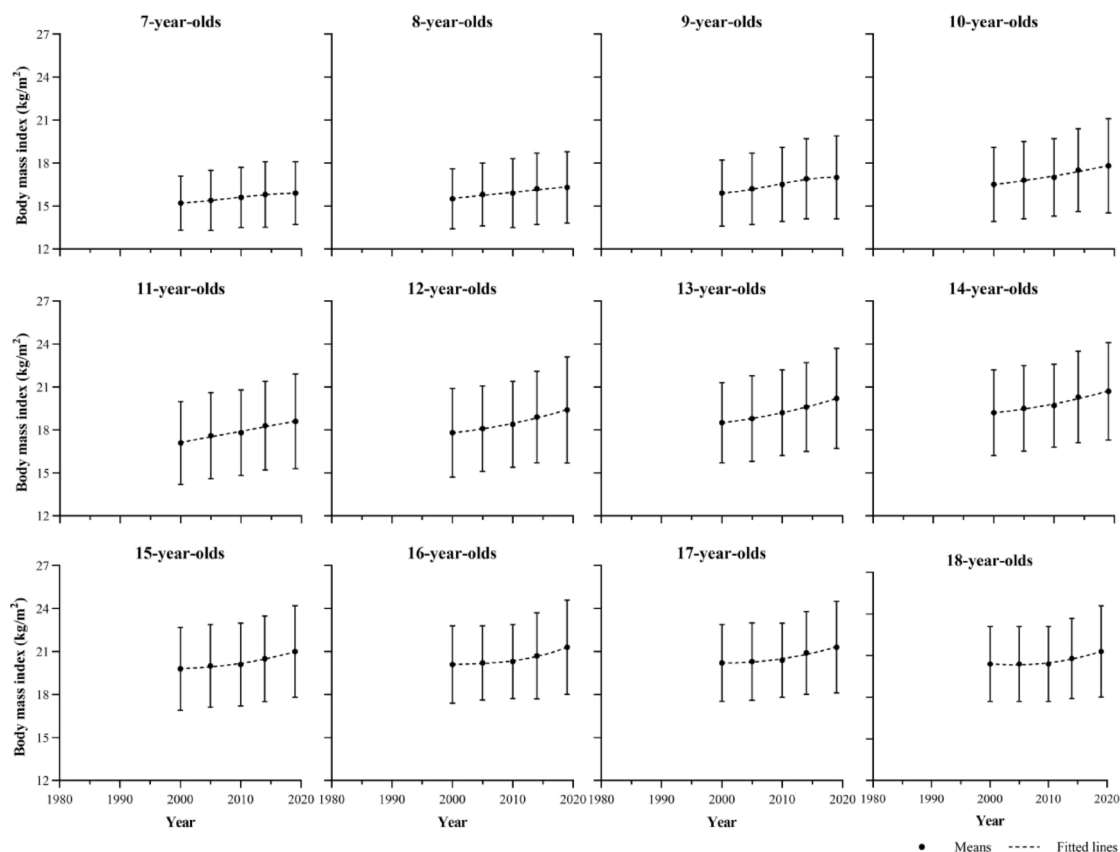 7-year-olds 8-year-olds 9-year-olds 10-year-olds
Body mass index (kg/m²)
27
24
21
18
15
12
11-year-olds 12-year-olds 13-year-olds 14-year-olds
Body mass index (kg/m²)
27
24
21
18
15
12
15-year-olds 16-year-olds 17-year-olds 18-year-olds
Body mass index (kg/m²)
27
24
21
18
15
12
1980 1990 2000 2010 2020 1980 1990 2000 2010 2020 1980 1990 2000 2010 2020 1980 1990 2000 2010 2020
Year Year Year Year
Means Fitted lines